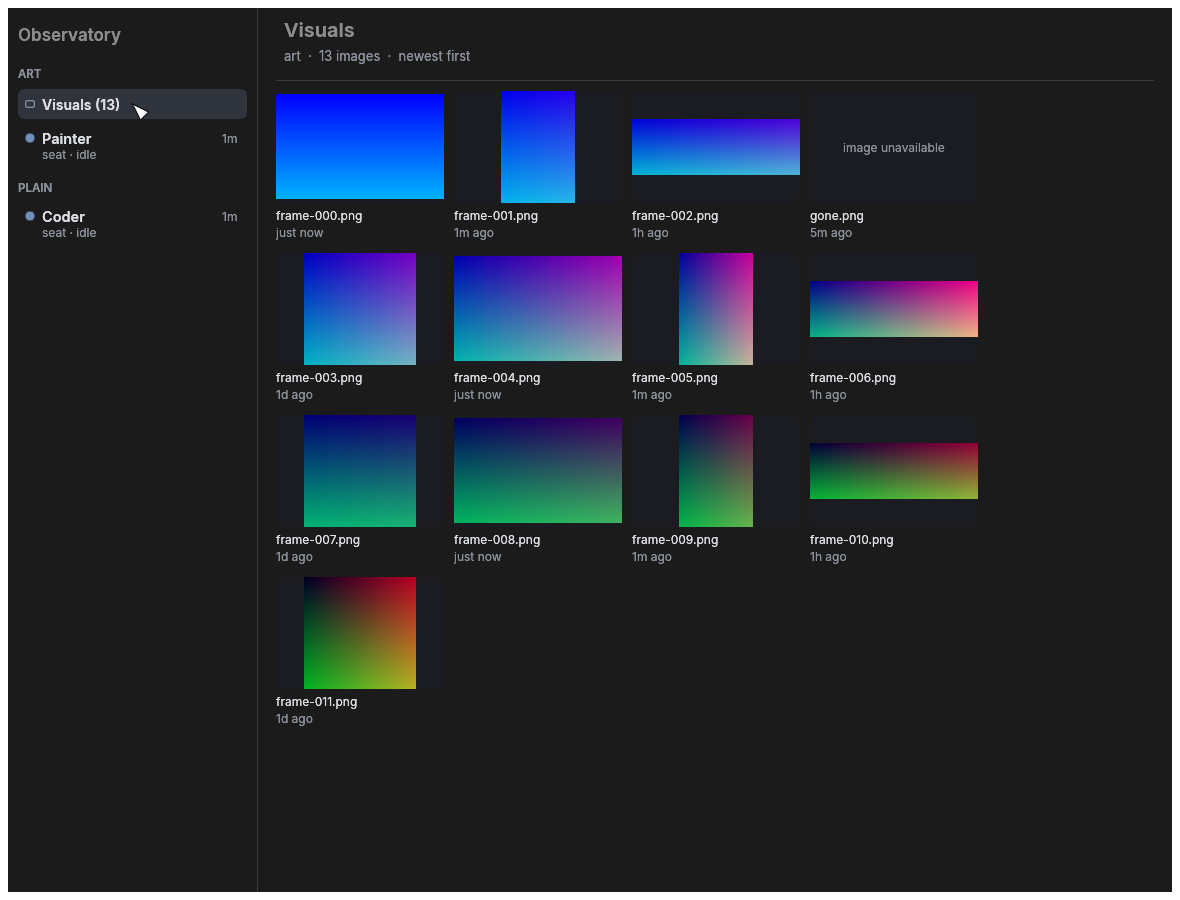 Observatory
ART
Visuals (13)
Painter 1m
seat · idle
PLAIN
Coder 1m
seat · idle
Visuals
art · 13 images · newest first
image unavailable
frame-000.png frame-001.png frame-002.png gone.png
just now 1m ago 1h ago 5m ago
frame-003.png frame-004.png frame-005.png frame-006.png
1d ago just now 1m ago 1h ago
frame-007.png frame-008.png frame-009.png frame-010.png
1d ago just now 1m ago 1h ago
frame-011.png
1d ago